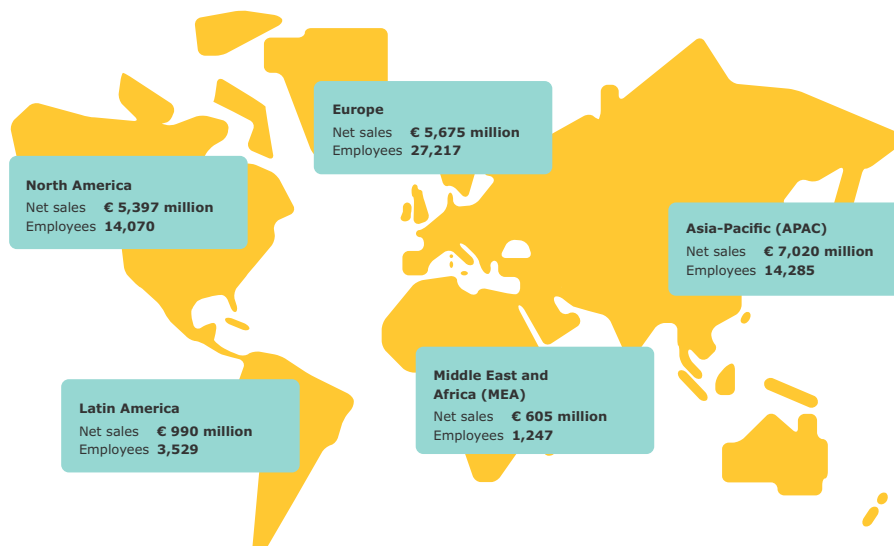 Europe
Net sales € 5,675 million
Employees 27,217
North America
Net sales € 5,397 million
Employees 14,070
Asia-Pacific (APAC)
Net sales € 7,020 million
Employees 14,285
Middle East and
Africa (MEA)
Net sales € 605 million
Employees 1,247
Latin America
Net sales € 990 million
Employees 3,529